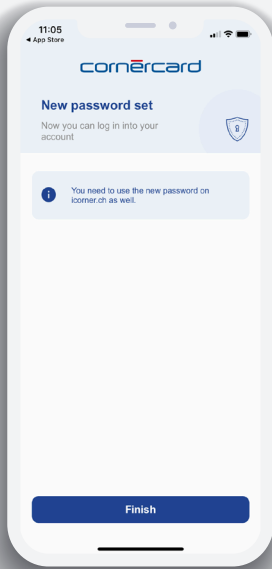 11:05
◀ App Store
cornèrcard
New password set
Now you can log in into your
account
You need to use the new password on
icorner.ch as well.
Finish